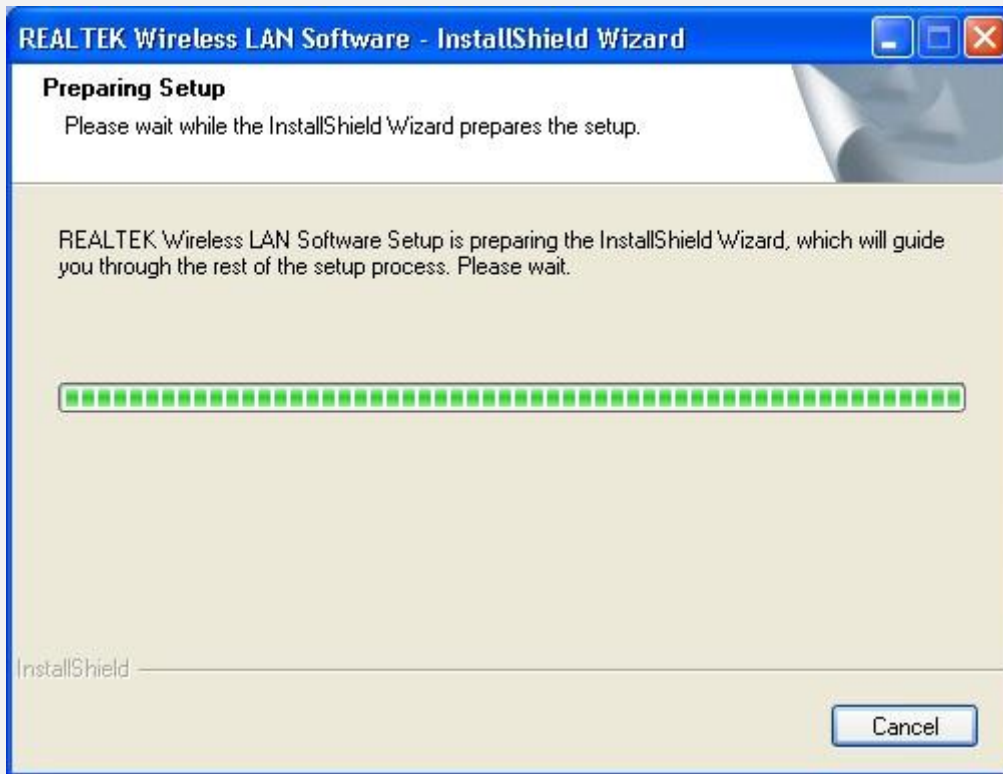 REALTEK Wireless LAN Software - InstallShield Wizard
Preparing Setup
Please wait while the InstallShield Wizard prepares the setup.
REALTEK Wireless LAN Software Setup is preparing the InstallShield Wizard, which will guide
you through the rest of the setup process. Please wait.
InstallShield
Cancel